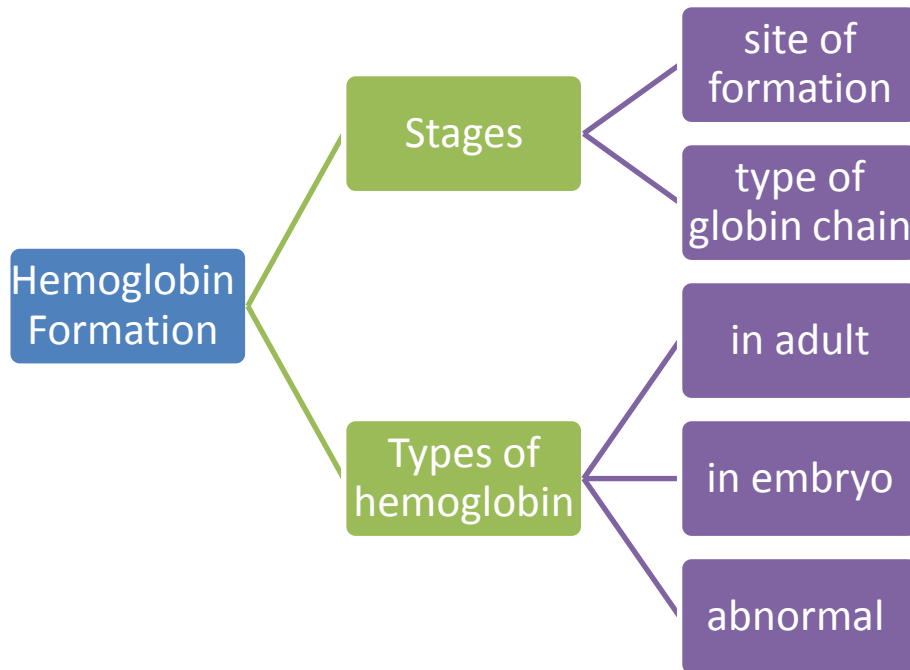 Hemoglobin
Formation
Stages
site of
formation
type of
globin chain
Types of
hemoglobin
in adult
in embryo
abnormal